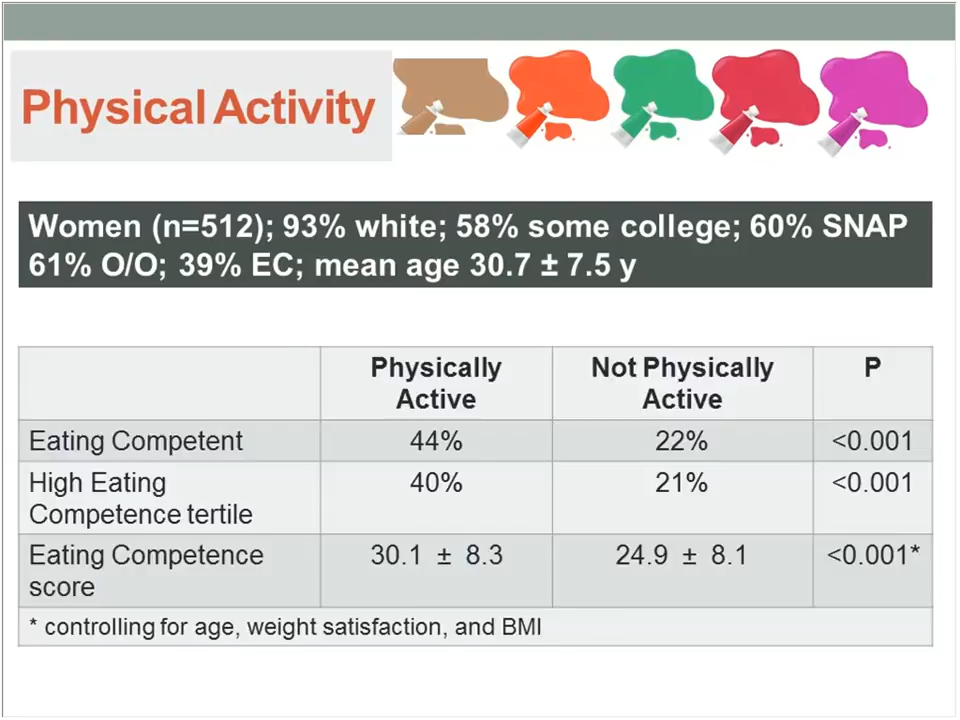 Physical Activity
Women (n=512); 93% white; 58% some college; 60% SNAP
61% O/O; 39% EC; mean age 30.7 ± 7.5 y
Physically Active
Not Physically Active
P
Eating Competent
44%
22%
<0.001
High Eating
Competence tertile
40%
21%
<0.001
Eating Competence
score
30.1 ± 8.3
24.9 ± 8.1
<0.001*
* controlling for age, weight satisfaction, and BMI